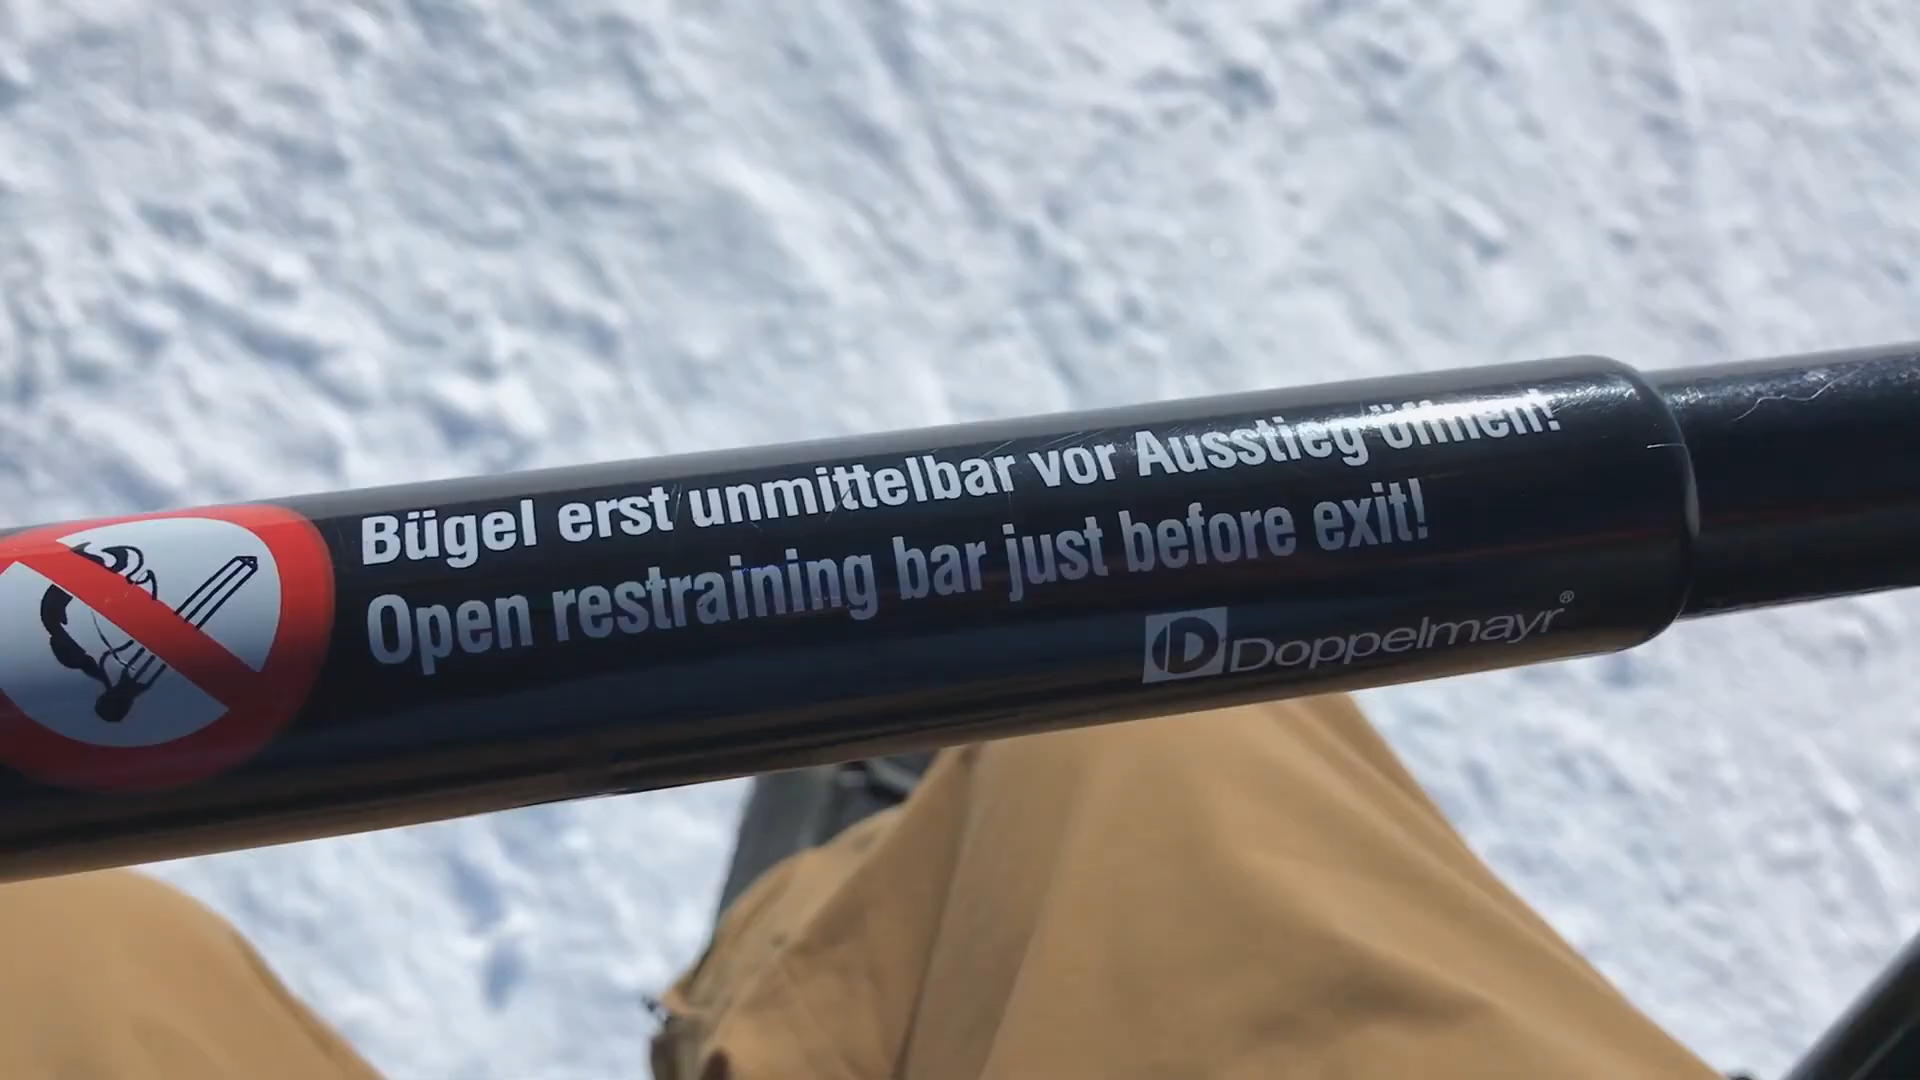 Bügel erst unmittelbar vor Ausstieg öffnen!
Open restraining bar just before exit!
Doppelmayr®